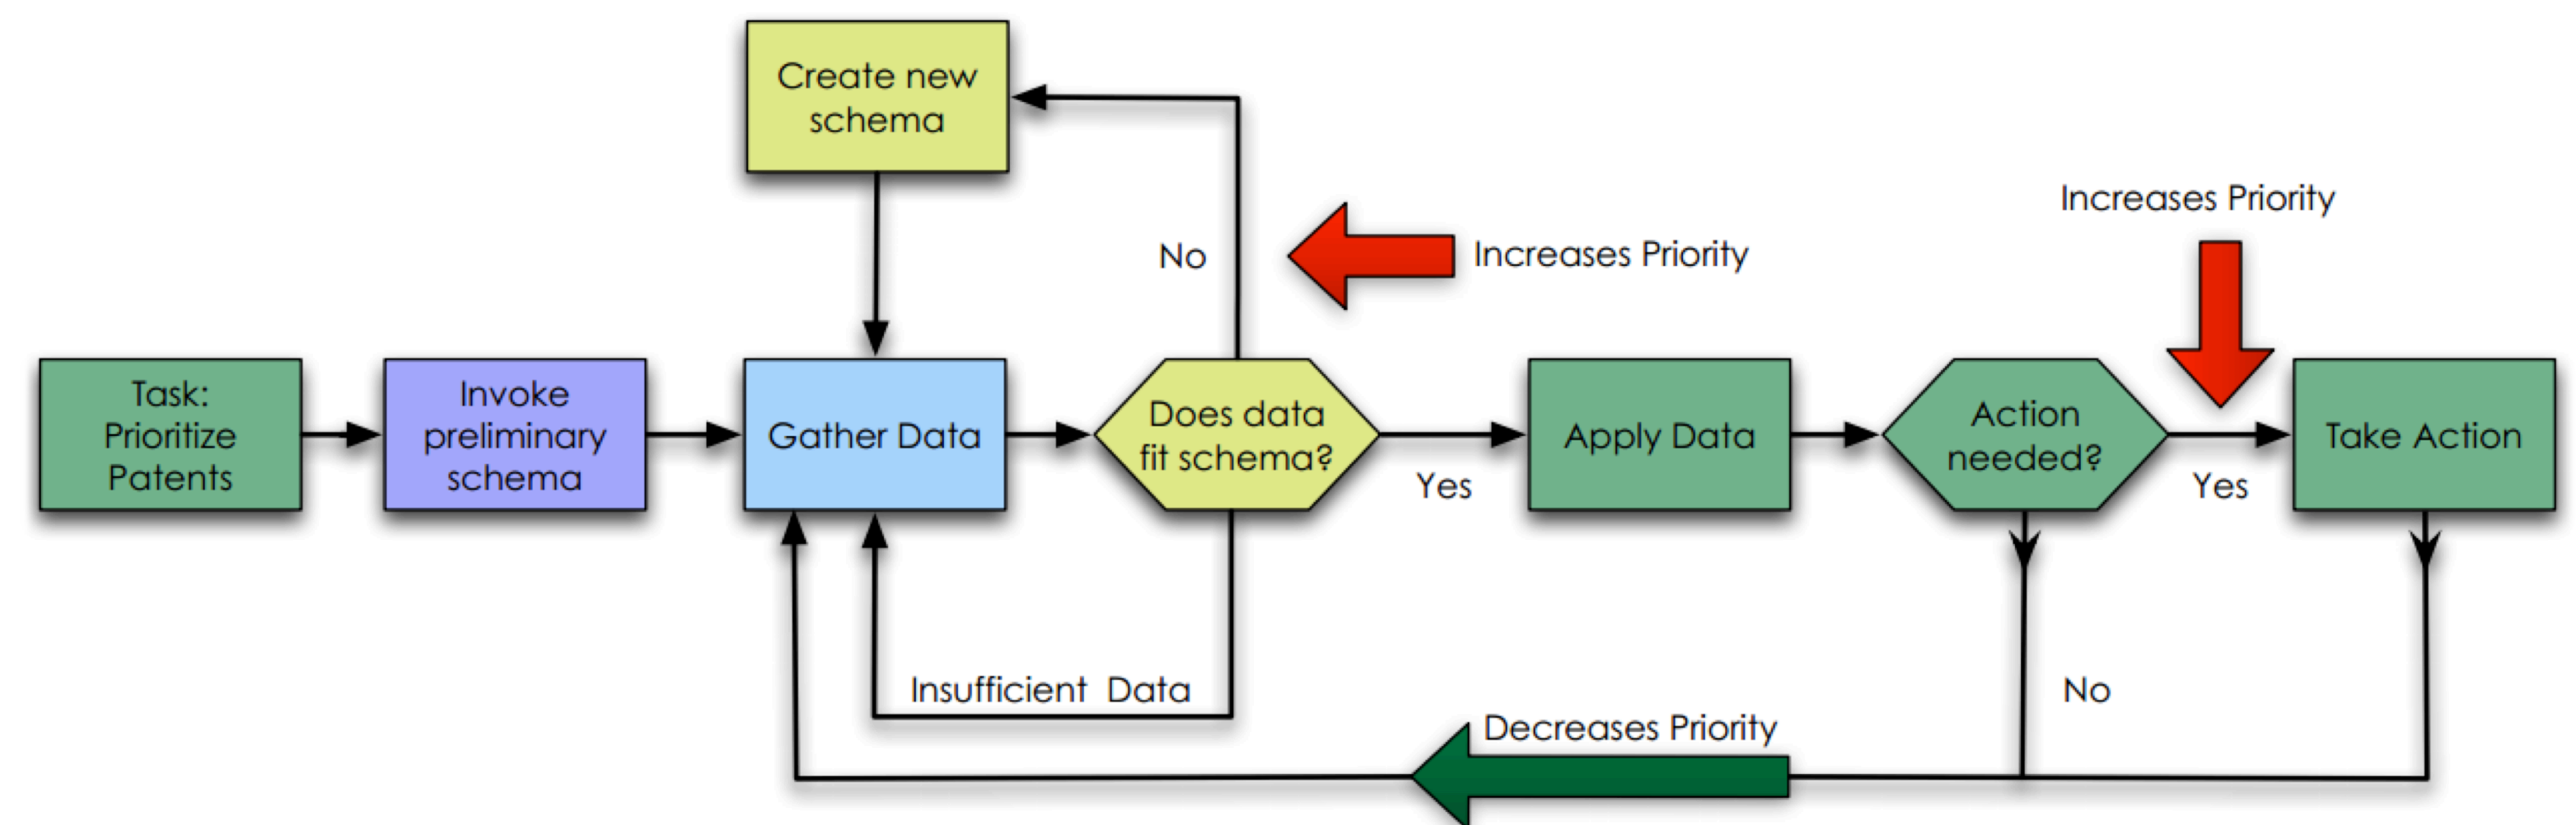 Create new
schema
Increases Priority
No
Increases Priority
Task:
Prioritize
Patents
Invoke
preliminary
schema
Gather Data
Does data
fit schema?
Yes
Apply Data
Action
needed?
Yes
Take Action
Insufficient Data
No
Decreases Priority